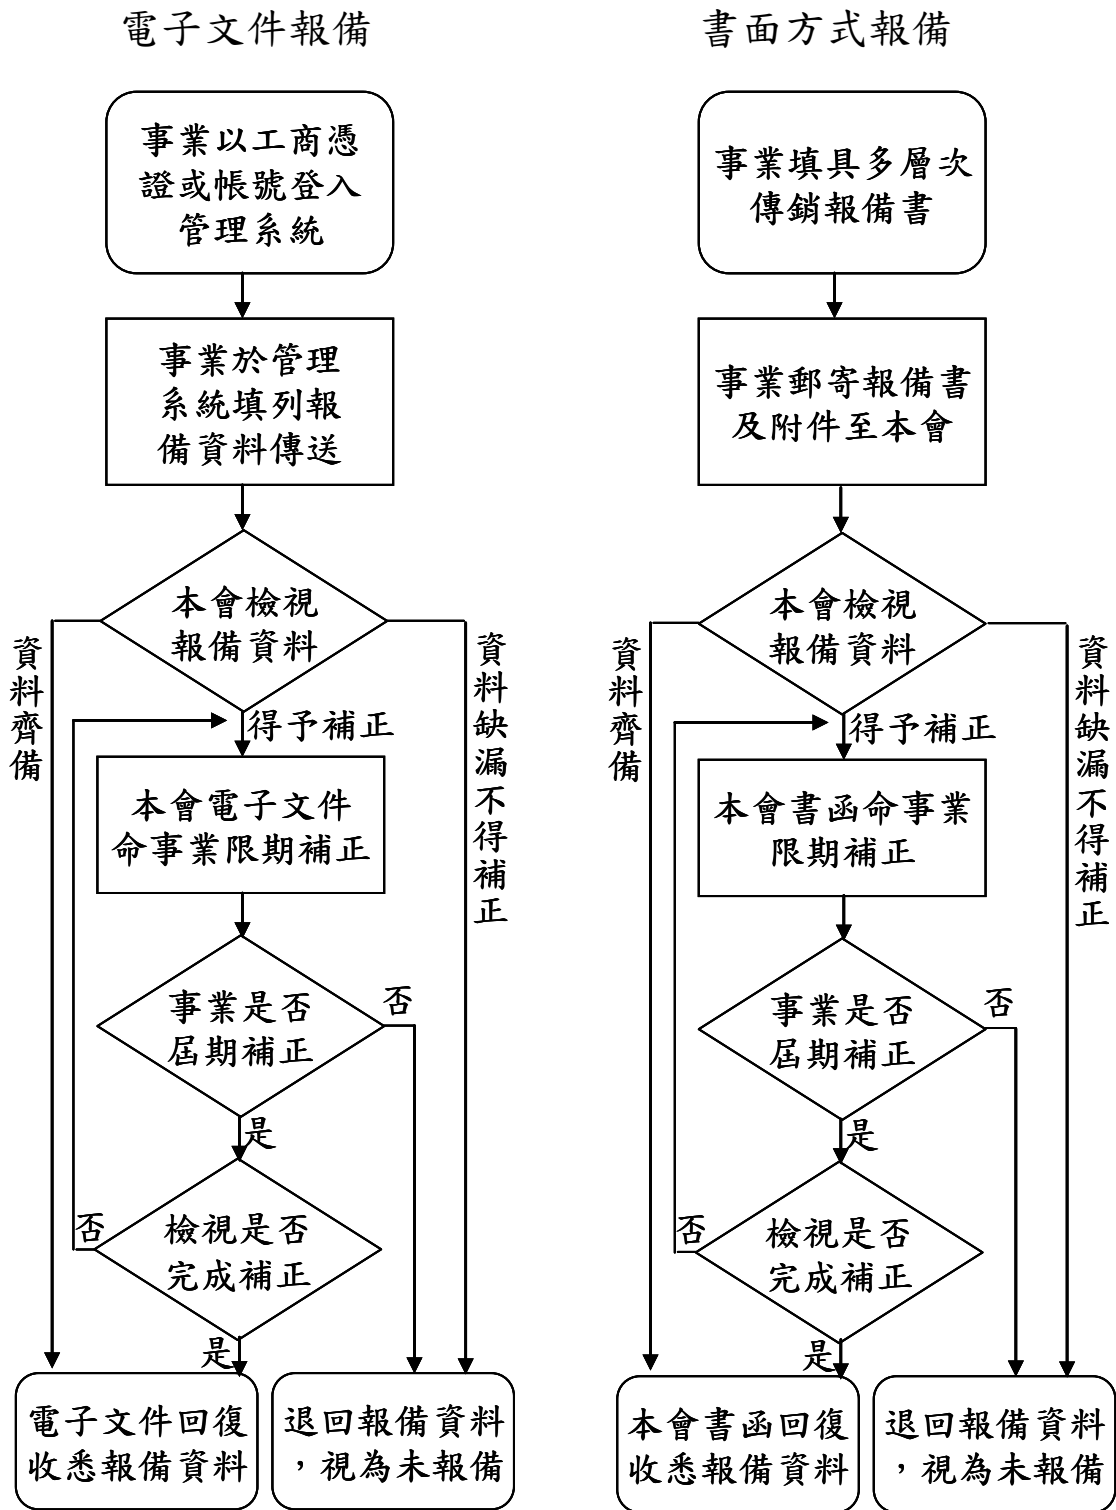 電子文件報備
事業以工商憑
證或帳號登入
管理系統
事業於管理
系統填列報
備資料傳送
本會檢視
報備資料
資料齊備
資料缺漏不得補正
得予補正
本會電子文件
命事業限期補正
事業是否
屆期補正
否
是
檢視是否
完成補正
否
是
電子文件回復
收悉報備資料
退回報備資料
，視為未報備
書面方式報備
事業填具多層次
傳銷報備書
事業郵寄報備書
及附件至本會
本會檢視
報備資料
資料齊備
資料缺漏不得補正
得予補正
本會書函命事業
限期補正
事業是否
屆期補正
否
是
檢視是否
完成補正
否
是
本會書函回復
收悉報備資料
退回報備資料
，視為未報備